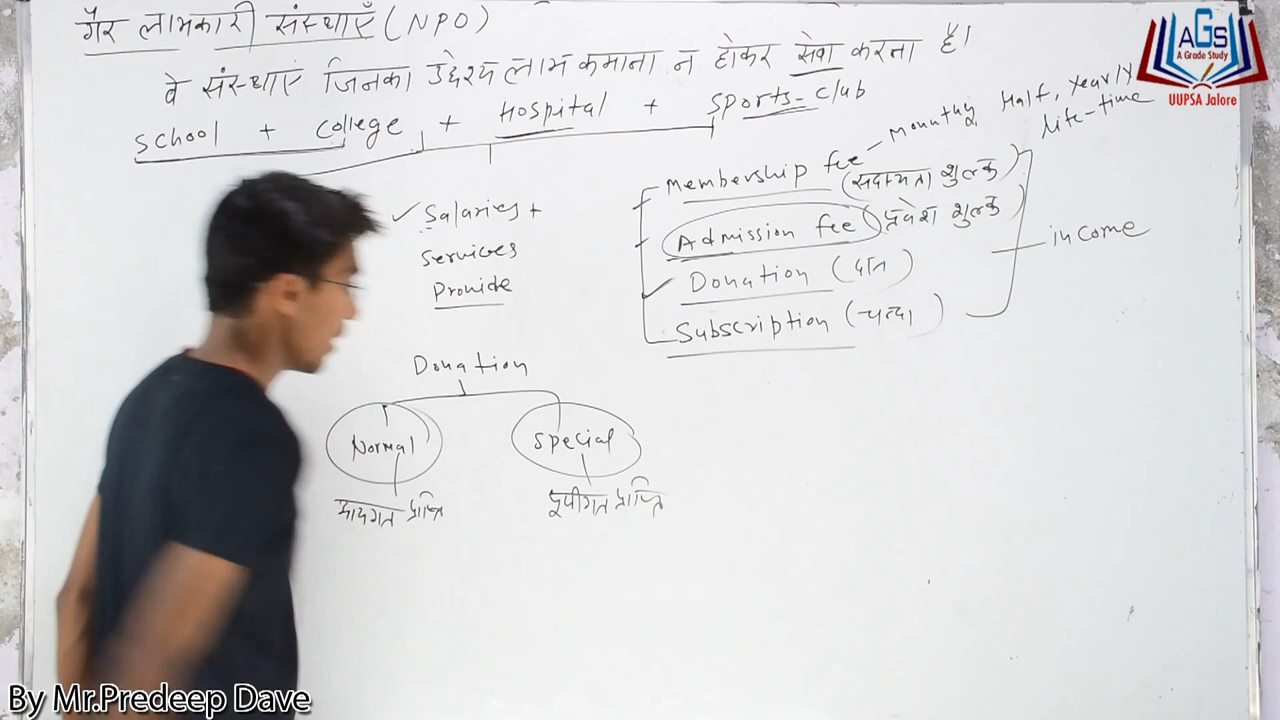 गैर लाभकारी संस्थाएँ (NPO)
वे संस्थाएं जिनका उद्देश्य लाभ कमाना न होकर सेवा करना है।
School + College + Hospital + Sports-Club
Membership fee - Mounthy, Half, Yearly
life-time
(सदस्यता शुल्क)
Admission fee (प्रवेश शुल्क)
Donation (दान)
Subscription (चन्दा)
income
Salaries +
Services
Provide
Donation
Normal
Special
आयगत प्राप्ति
पूंजीगत प्राप्ति
AGS
A Grade Study
UUPSA Jalore
By Mr.Predeep Dave